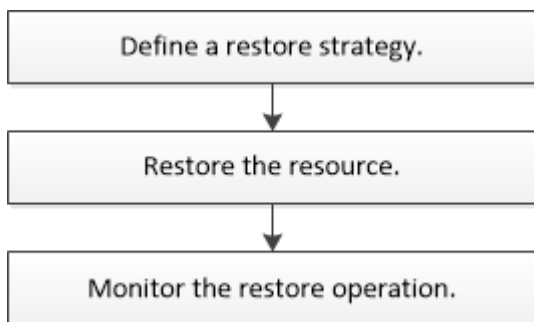 Define a restore strategy.
Restore the resource.
Monitor the restore operation.